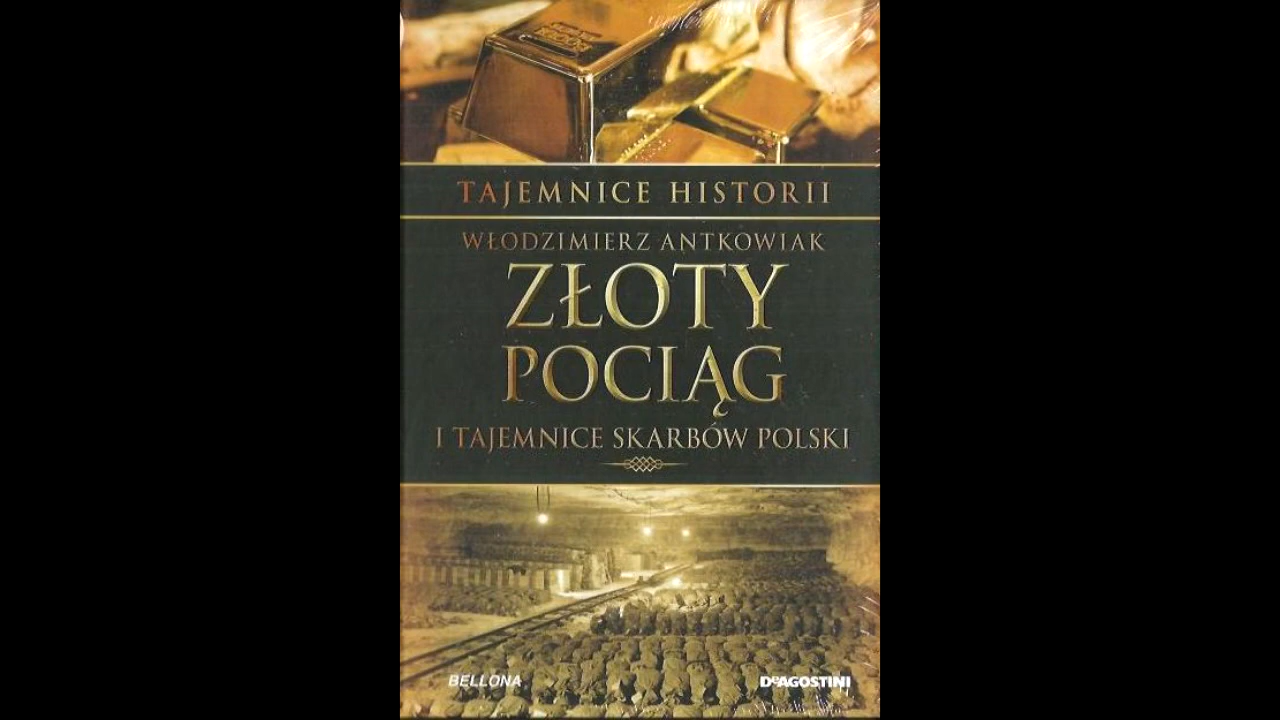 TAJEMNICE HISTORII
WŁODZIMIERZ ANTKOWIAK
ZŁOTY
POCIĄG
I TAJEMNICE SKARBÓW POLSKI
BELLONA
DeAGOSTINI